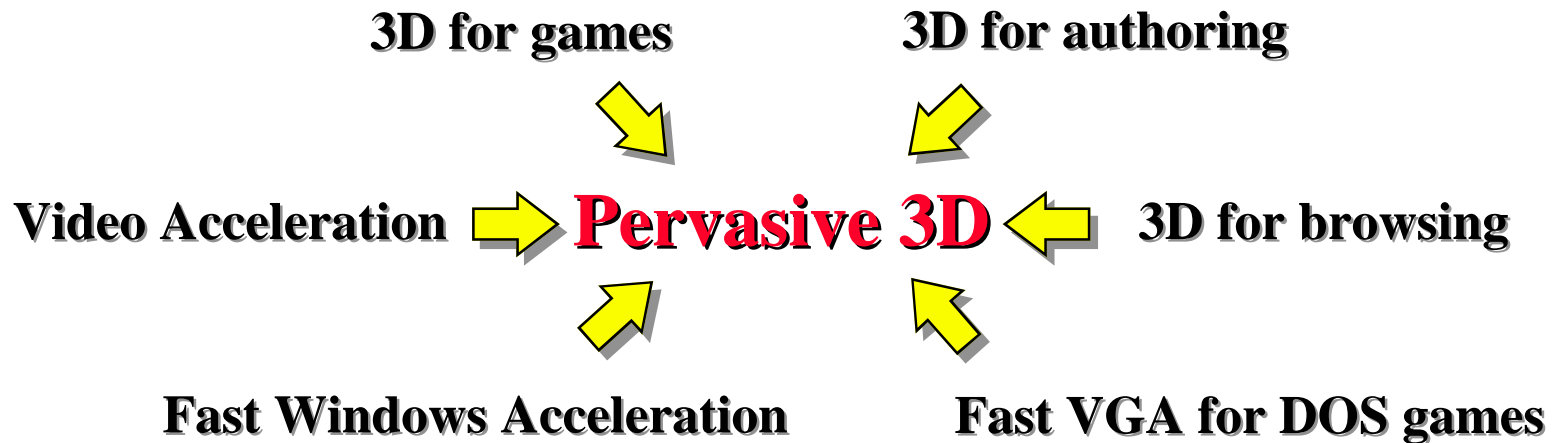 3D for games
3D for authoring
Video Acceleration
Pervasive 3D
3D for browsing
Fast Windows Acceleration
Fast VGA for DOS games